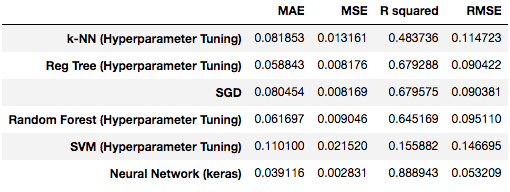 MAE MSE R squared RMSE
k-NN (Hyperparameter Tuning) 0.081853 0.013161 0.483736 0.114723
Reg Tree (Hyperparameter Tuning) 0.058843 0.008176 0.679288 0.090422
SGD 0.080454 0.008169 0.679575 0.090381
Random Forest (Hyperparameter Tuning) 0.061697 0.009046 0.645169 0.095110
SVM (Hyperparameter Tuning) 0.110100 0.021520 0.155882 0.146695
Neural Network (keras) 0.039116 0.002831 0.888943 0.053209